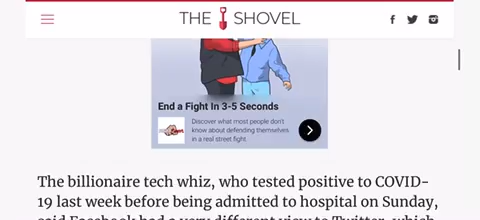 THE SHOVEL
End a Fight In 3-5 Seconds
Discover what most people don't
know about defending themselves
in a real street fight.
The billionaire tech whiz, who tested positive to COVID-
19 last week before being admitted to hospital on Sunday,
said Facebook had a very different view to Twitter, which